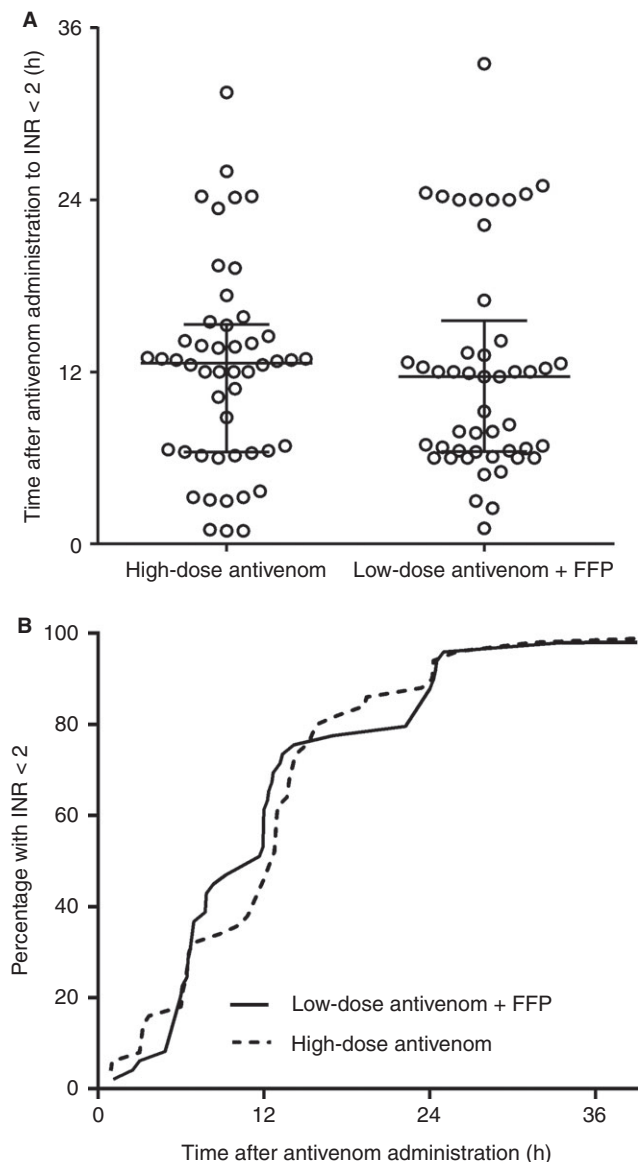 A
Time after antivenom administration to INR < 2 (h)
36
24
12
0
High-dose antivenom
Low-dose antivenom + FFP
B
Percentage with INR < 2
100
80
60
40
20
0
Low-dose antivenom + FFP
High-dose antivenom
0
12
24
36
Time after antivenom administration (h)